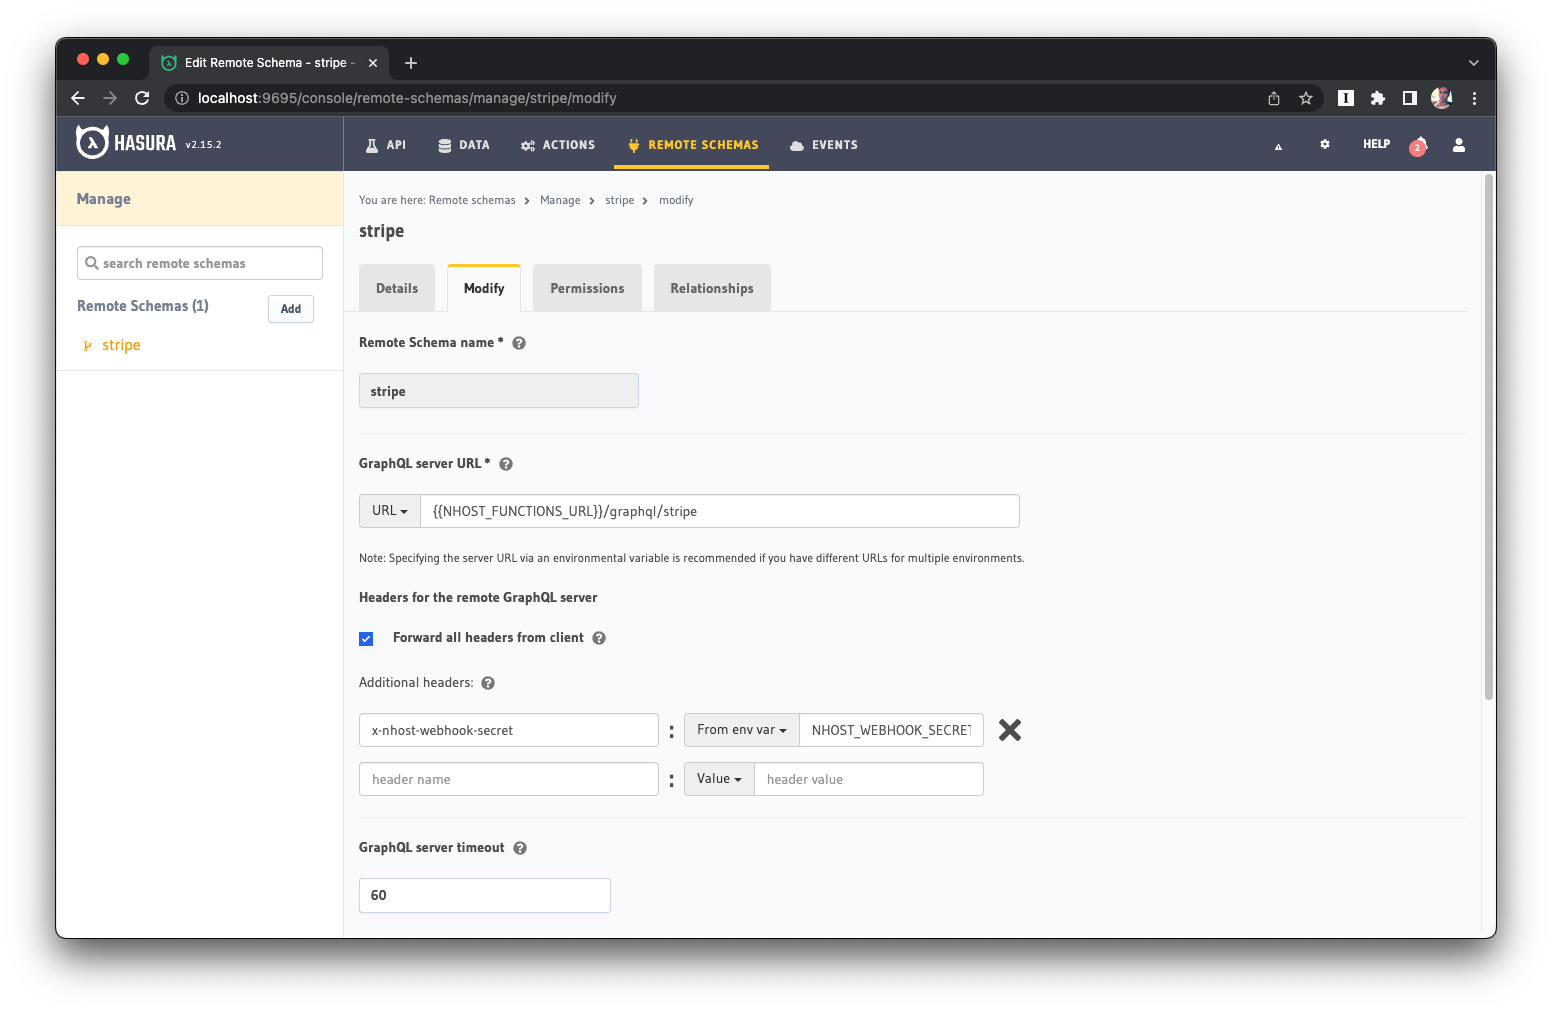 Edit Remote Schema - stripe -
localhost:9695/console/remote-schemas/manage/stripe/modify
HASURA v2.15.2
API DATA ACTIONS REMOTE SCHEMAS EVENTS HELP 2
Manage
search remote schemas
Remote Schemas (1) Add
stripe
You are here: Remote schemas > Manage > stripe > modify
stripe
Details Modify Permissions Relationships
Remote Schema name * ?
stripe
GraphQL server URL * ?
URL {{NHOST_FUNCTIONS_URL}}/graphql/stripe
Note: Specifying the server URL via an environmental variable is recommended if you have different URLs for multiple environments.
Headers for the remote GraphQL server
Forward all headers from client ?
Additional headers: ?
x-nhost-webhook-secret : From env var NHOST_WEBHOOK_SECRET
header name : Value header value
GraphQL server timeout ?
60